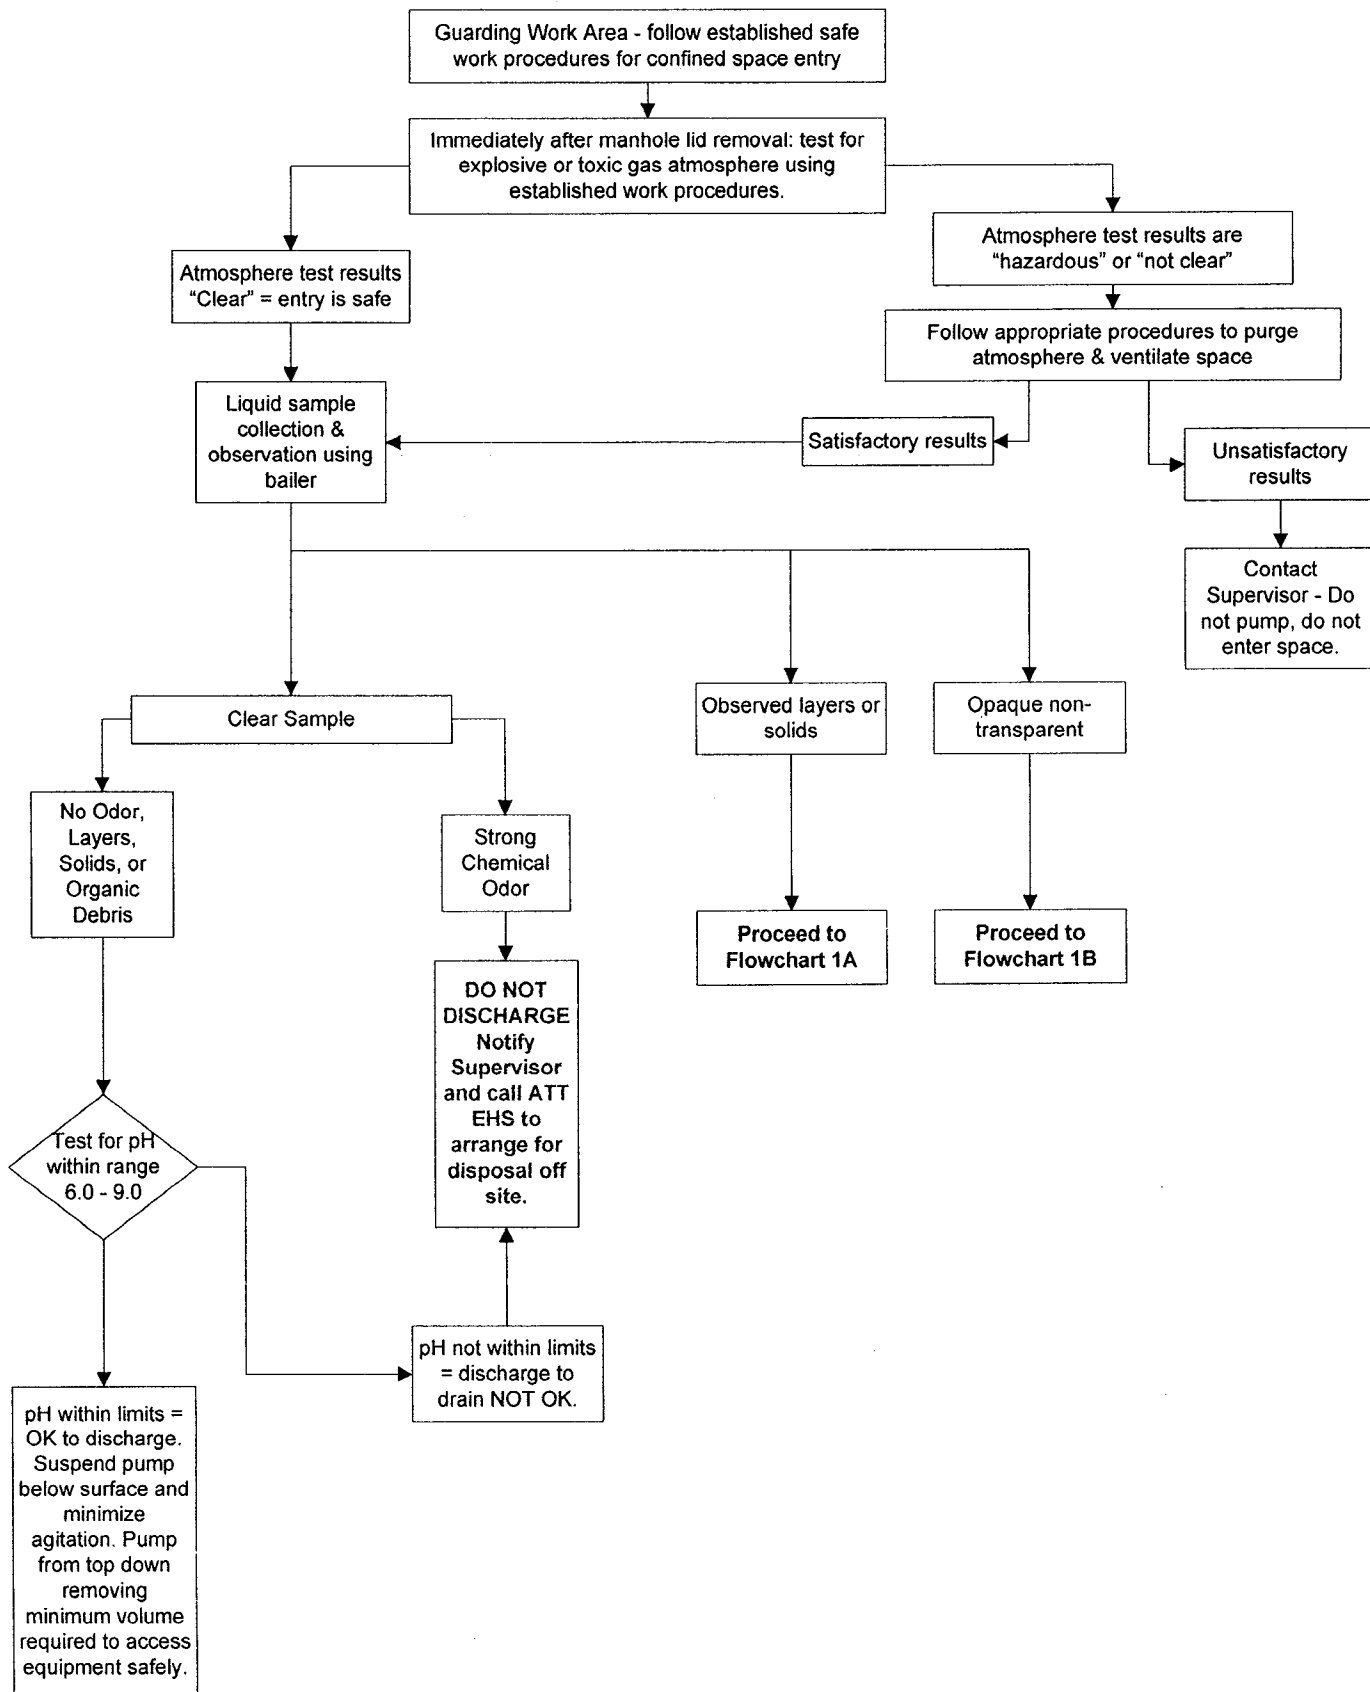 Guarding Work Area - follow established safe
work procedures for confined space entry
Immediately after manhole lid removal: test for
explosive or toxic gas atmosphere using
established work procedures.
Atmosphere test results
“Clear” = entry is safe
Atmosphere test results are
“hazardous” or “not clear”
Follow appropriate procedures to purge
atmosphere & ventilate space
Liquid sample
collection &
observation using
bailer
Satisfactory results
Unsatisfactory
results
Contact
Supervisor - Do
not pump, do not
enter space.
Clear Sample
Observed layers or
solids
Opaque non-
transparent
No Odor,
Layers,
Solids, or
Organic
Debris
Strong
Chemical
Odor
Proceed to
Flowchart 1A
Proceed to
Flowchart 1B
DO NOT
DISCHARGE
Notify
Supervisor
and call ATT
EHS to
arrange for
disposal off
site.
Test for pH
within range
6.0 - 9.0
pH not within limits
= discharge to
drain NOT OK.
pH within limits =
OK to discharge.
Suspend pump
below surface and
minimize
agitation. Pump
from top down
removing
minimum volume
required to access
equipment safely.